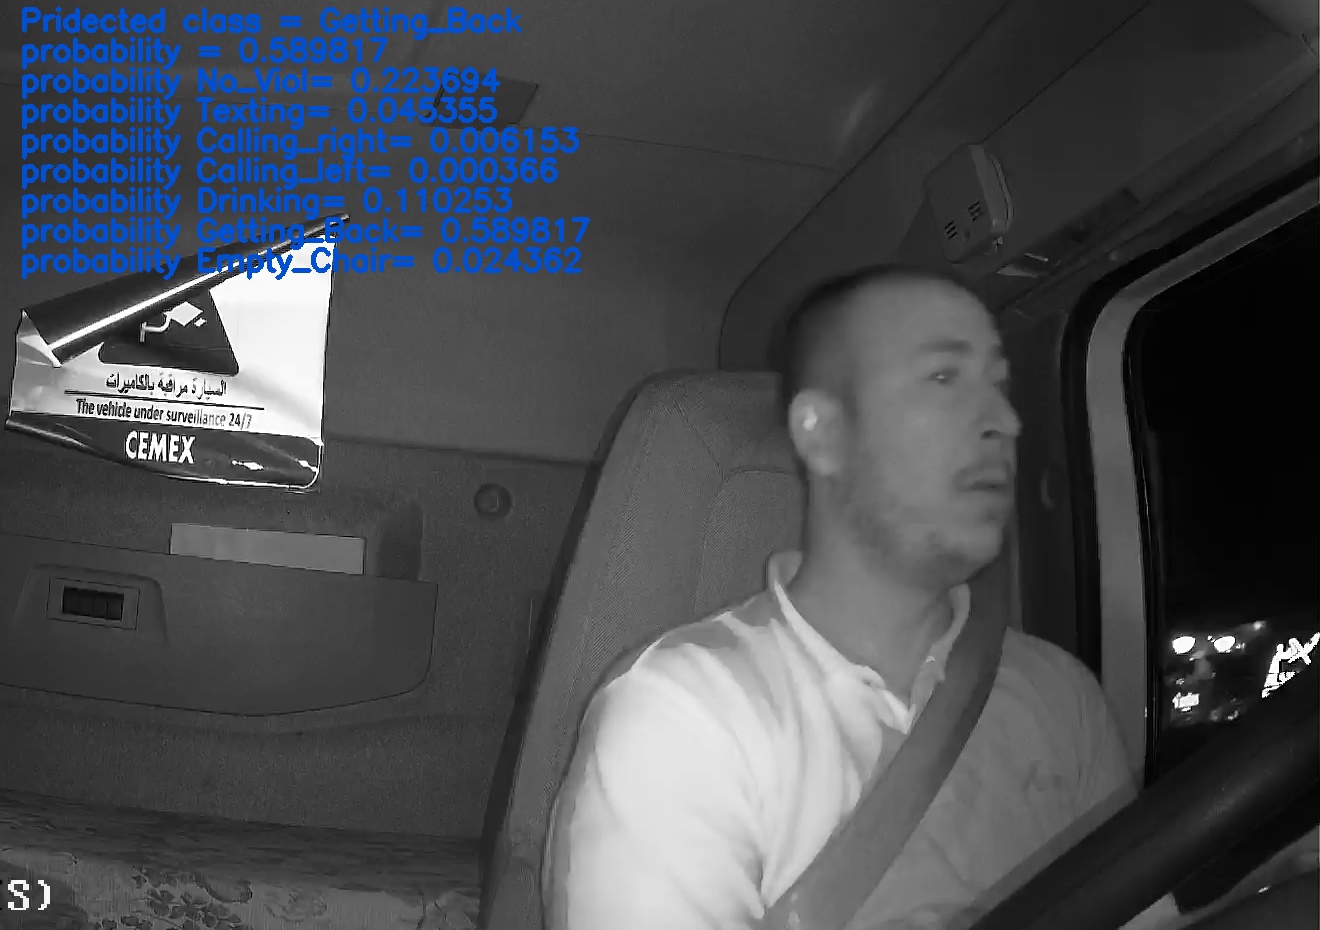 Pridected class = Getting_Back
probability = 0.589817
probability No_Viol= 0.223694
probability Texting= 0.045355
probability Calling_right= 0.006153
probability Calling_left= 0.000366
probability Drinking= 0.110253
probability Getting_Back= 0.589817
probability Empty_Chair= 0.024362
السيارة مراقبة بالكاميرات
The vehicle under surveillance 24/7
CEMEX
S)